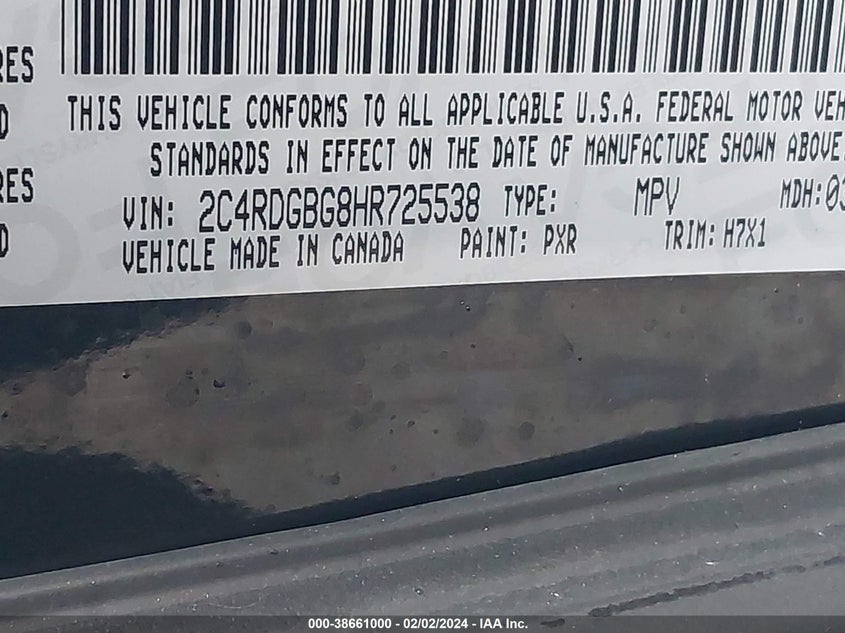 RES
THIS VEHICLE CONFORMS TO ALL APPLICABLE U.S.A. FEDERAL MOTOR VEH
D
STANDARDS IN EFFECT ON THE DATE OF MANUFACTURE SHOWN ABOVE.
RES
VIN: 2C4RDGBG8HR725538 TYPE: MPV MDH:03
D
VEHICLE MADE IN CANADA PAINT: PXR TRIM: H7X1
000-38661000 - 02/02/2024 - IAA Inc.